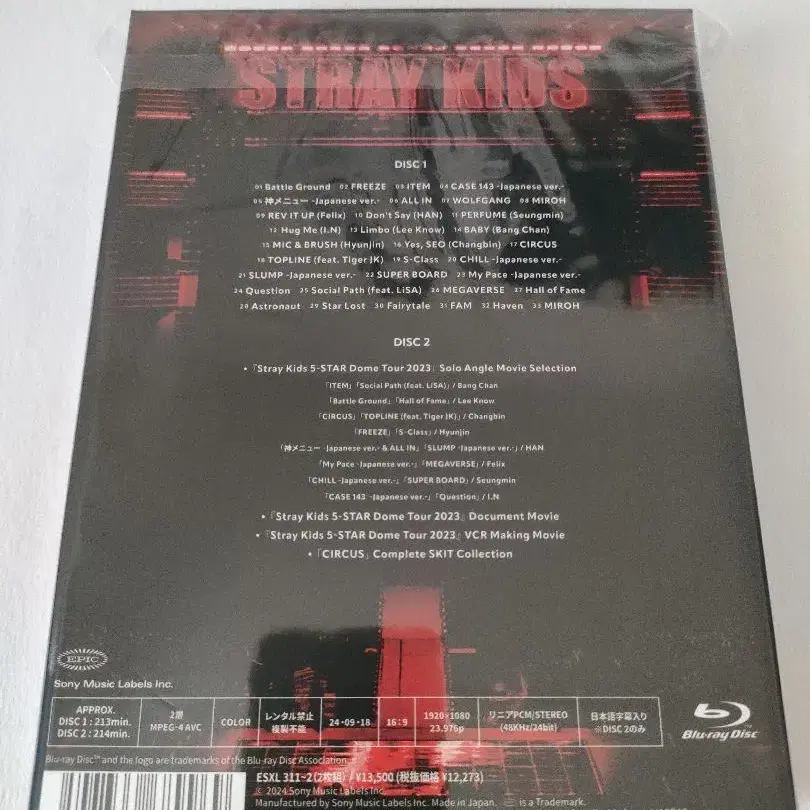 STRAY KIDS
DISC 1
01 Battle Ground 02 FREEZE 03 ITEM 04 CASE 143 -Japanese ver.-
05 神メニュー -Japanese ver.- 06 ALL IN 07 WOLFGANG 08 MIROH
09 REV IT UP (Felix) 10 Don't Say (HAN) 11 PERFUME (Seungmin)
12 Hug Me (I.N) 13 Limbo (Lee Know) 14 BABY (Bang Chan)
15 MIC & BRUSH (Hyunjin) 16 Yes, SEO (Changbin) 17 CIRCUS
18 TOPLINE (feat. Tiger JK) 19 S-Class 20 CHILL -Japanese ver.-
21 SLUMP -Japanese ver.- 22 SUPER BOARD 23 My Pace -Japanese ver.-
24 Question 25 Social Path (feat. LiSA) 26 MEGAVERSE 27 Hall of Fame
28 Astronaut 29 Star Lost 30 Fairytale 31 FAM 32 Haven 33 MIROH
DISC 2
・『Stray Kids 5-STAR Dome Tour 2023』 Solo Angle Movie Selection
「ITEM」「Social Path (feat. LiSA)」/ Bang Chan
「Battle Ground」「Hall of Fame」/ Lee Know
「CIRCUS」「TOPLINE (feat. Tiger JK)」/ Changbin
「FREEZE」「S-Class」/ Hyunjin
「神メニュー -Japanese ver.- & ALL IN」「SLUMP -Japanese ver.-」/ HAN
「My Pace -Japanese ver.-」「MEGAVERSE」/ Felix
「CHILL -Japanese ver.-」「SUPER BOARD」/ Seungmin
「CASE 143 -Japanese ver.-」「Question」/ I.N
・『Stray Kids 5-STAR Dome Tour 2023』 Document Movie
・『Stray Kids 5-STAR Dome Tour 2023』 VCR Making Movie
・「CIRCUS」Complete SKIT Collection
EPIC
Sony Music Labels Inc.
APPROX.
DISC 1 : 213min.
DISC 2 : 214min.
2層
MPEG-4 AVC
COLOR
レンタル禁止
複製不能
24・09・18
16:9
1920×1080
23.976p
リニアPCM/STEREO
(48KHz/24bit)
日本語字幕入り
※DISC 2のみ
Blu-ray Disc
Blu-ray Disc™ and the logo are trademarks of the Blu-ray Disc Association.
ESXL 311~2 (2枚組) / ¥13,500 (税抜価格 ¥12,273)
© 2024 Sony Music Labels Inc.
Manufactured by Sony Music Labels Inc. Made in Japan.
is a Trademark.